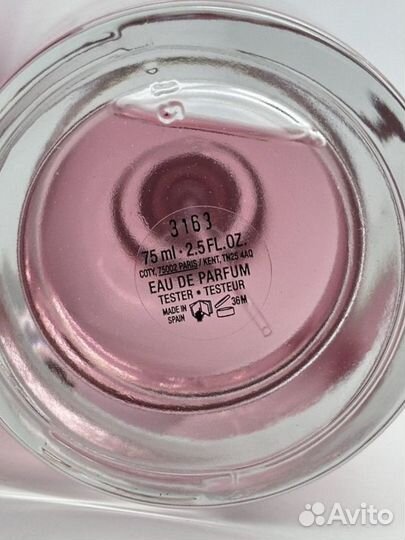 3163
75 ml · 2.5 FL.OZ.
COTY, 75002 PARIS / KENT, TN25 4AQ
EAU DE PARFUM
TESTER • TESTEUR
MADE IN
SPAIN
36M
Avito